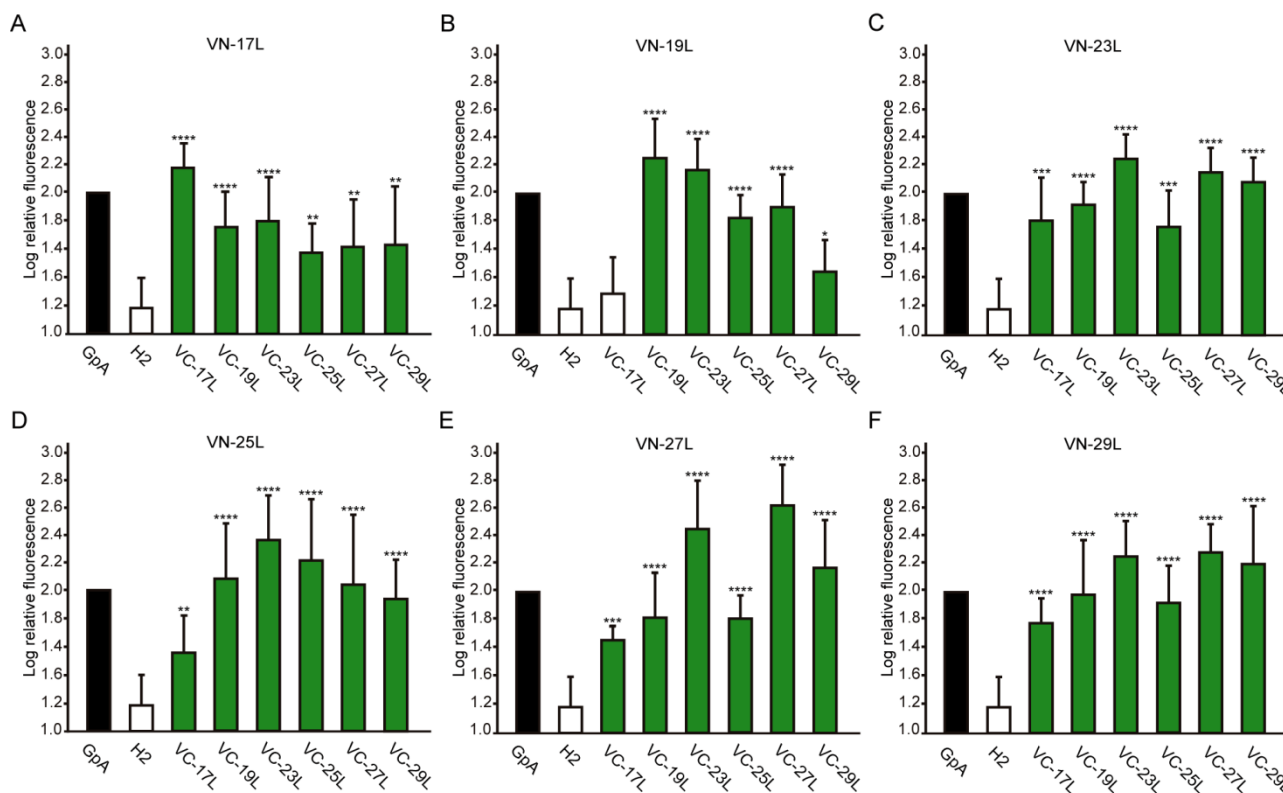 A
VN-17L
Log relative fluorescence
3.0
2.8
2.6
2.4
2.2
2.0
1.8
1.4
1.6
1.2
1.0
**** **** **** ** ** **
GpA H2 VC-17L VC-19L VC-23L VC-25L VC-27L VC-29L
B
VN-19L
Log relative fluorescence
3.0
2.8
2.6
2.4
2.2
2.0
1.8
1.4
1.6
1.2
1.0
**** **** **** **** *
GpA H2 VC-17L VC-19L VC-23L VC-25L VC-27L VC-29L
C
VN-23L
Log relative fluorescence
3.0
2.8
2.6
2.4
2.2
2.0
1.8
1.4
1.6
1.2
1.0
*** **** **** *** **** ****
GpA H2 VC-17L VC-19L VC-23L VC-25L VC-27L VC-29L
D
VN-25L
Log relative fluorescence
3.0
2.8
2.6
2.4
2.2
2.0
1.8
1.4
1.6
1.2
1.0
** **** **** **** **** ****
GpA H2 VC-17L VC-19L VC-23L VC-25L VC-27L VC-29L
E
VN-27L
Log relative fluorescence
3.0
2.8
2.6
2.4
2.2
2.0
1.8
1.4
1.6
1.2
1.0
*** **** **** **** **** ****
GpA H2 VC-17L VC-19L VC-23L VC-25L VC-27L VC-29L
F
VN-29L
Log relative fluorescence
3.0
2.8
2.6
2.4
2.2
2.0
1.8
1.4
1.6
1.2
1.0
**** **** **** **** **** ****
GpA H2 VC-17L VC-19L VC-23L VC-25L VC-27L VC-29L